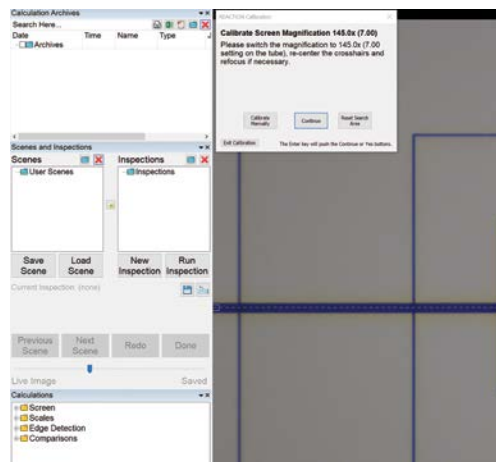 Calculation Archives
Search Here...
Date Time Name Type
Archives
Scenes and Inspections
Scenes Inspections
User Scenes Inspections
Save Scene
Load Scene
New Inspection
Run Inspection
Current Inspection: (none)
Previous Scene
Next Scene
Redo
Done
Live Image Saved
Calculations
Screen
Scales
Edge Detection
Comparisons
Calibration
Calibrate Screen Magnification 145.0x (7.00)
Please switch the magnification to 145.0x (7.00
setting on the tube), re-center the crosshairs and
refocus if necessary.
Calibrate Manually
Continue
Reset Search Area
Exit Calibration The Enter key will push the Continue or Yes buttons.